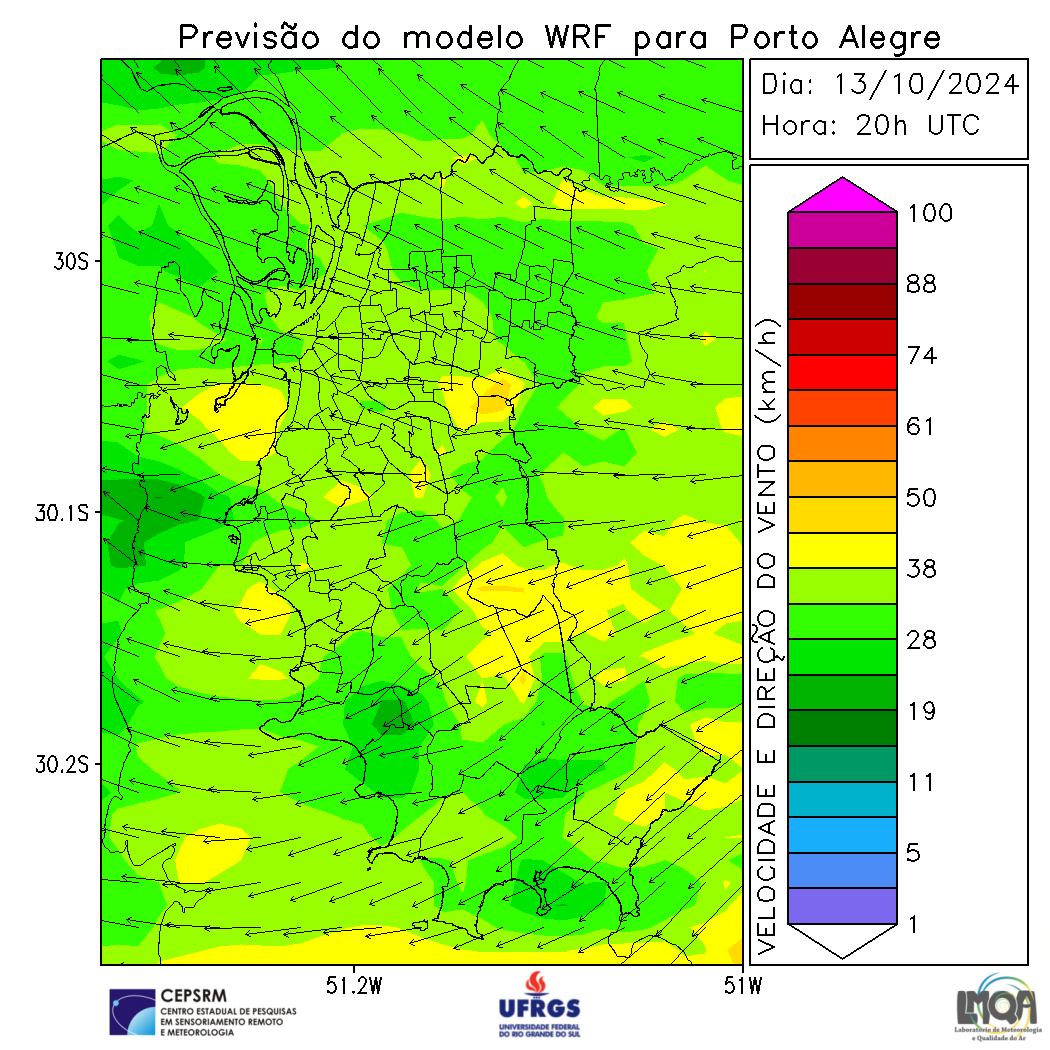 Previsão do modelo WRF para Porto Alegre
Dia: 13/10/2024
Hora: 20h UTC
30S
30.1S
30.2S
51.2W
51W
VELOCIDADE E DIREÇÃO DO VENTO (km/h)
100
88
74
61
50
38
28
19
11
5
1
CEPSRM
CENTRO ESTADUAL DE PESQUISAS
EM SENSORIAMENTO REMOTO
E METEOROLOGIA
UFRGS
UNIVERSIDADE FEDERAL
DO RIO GRANDE DO SUL
LMQA
Laboratório de Meteorologia
e Qualidade do Ar